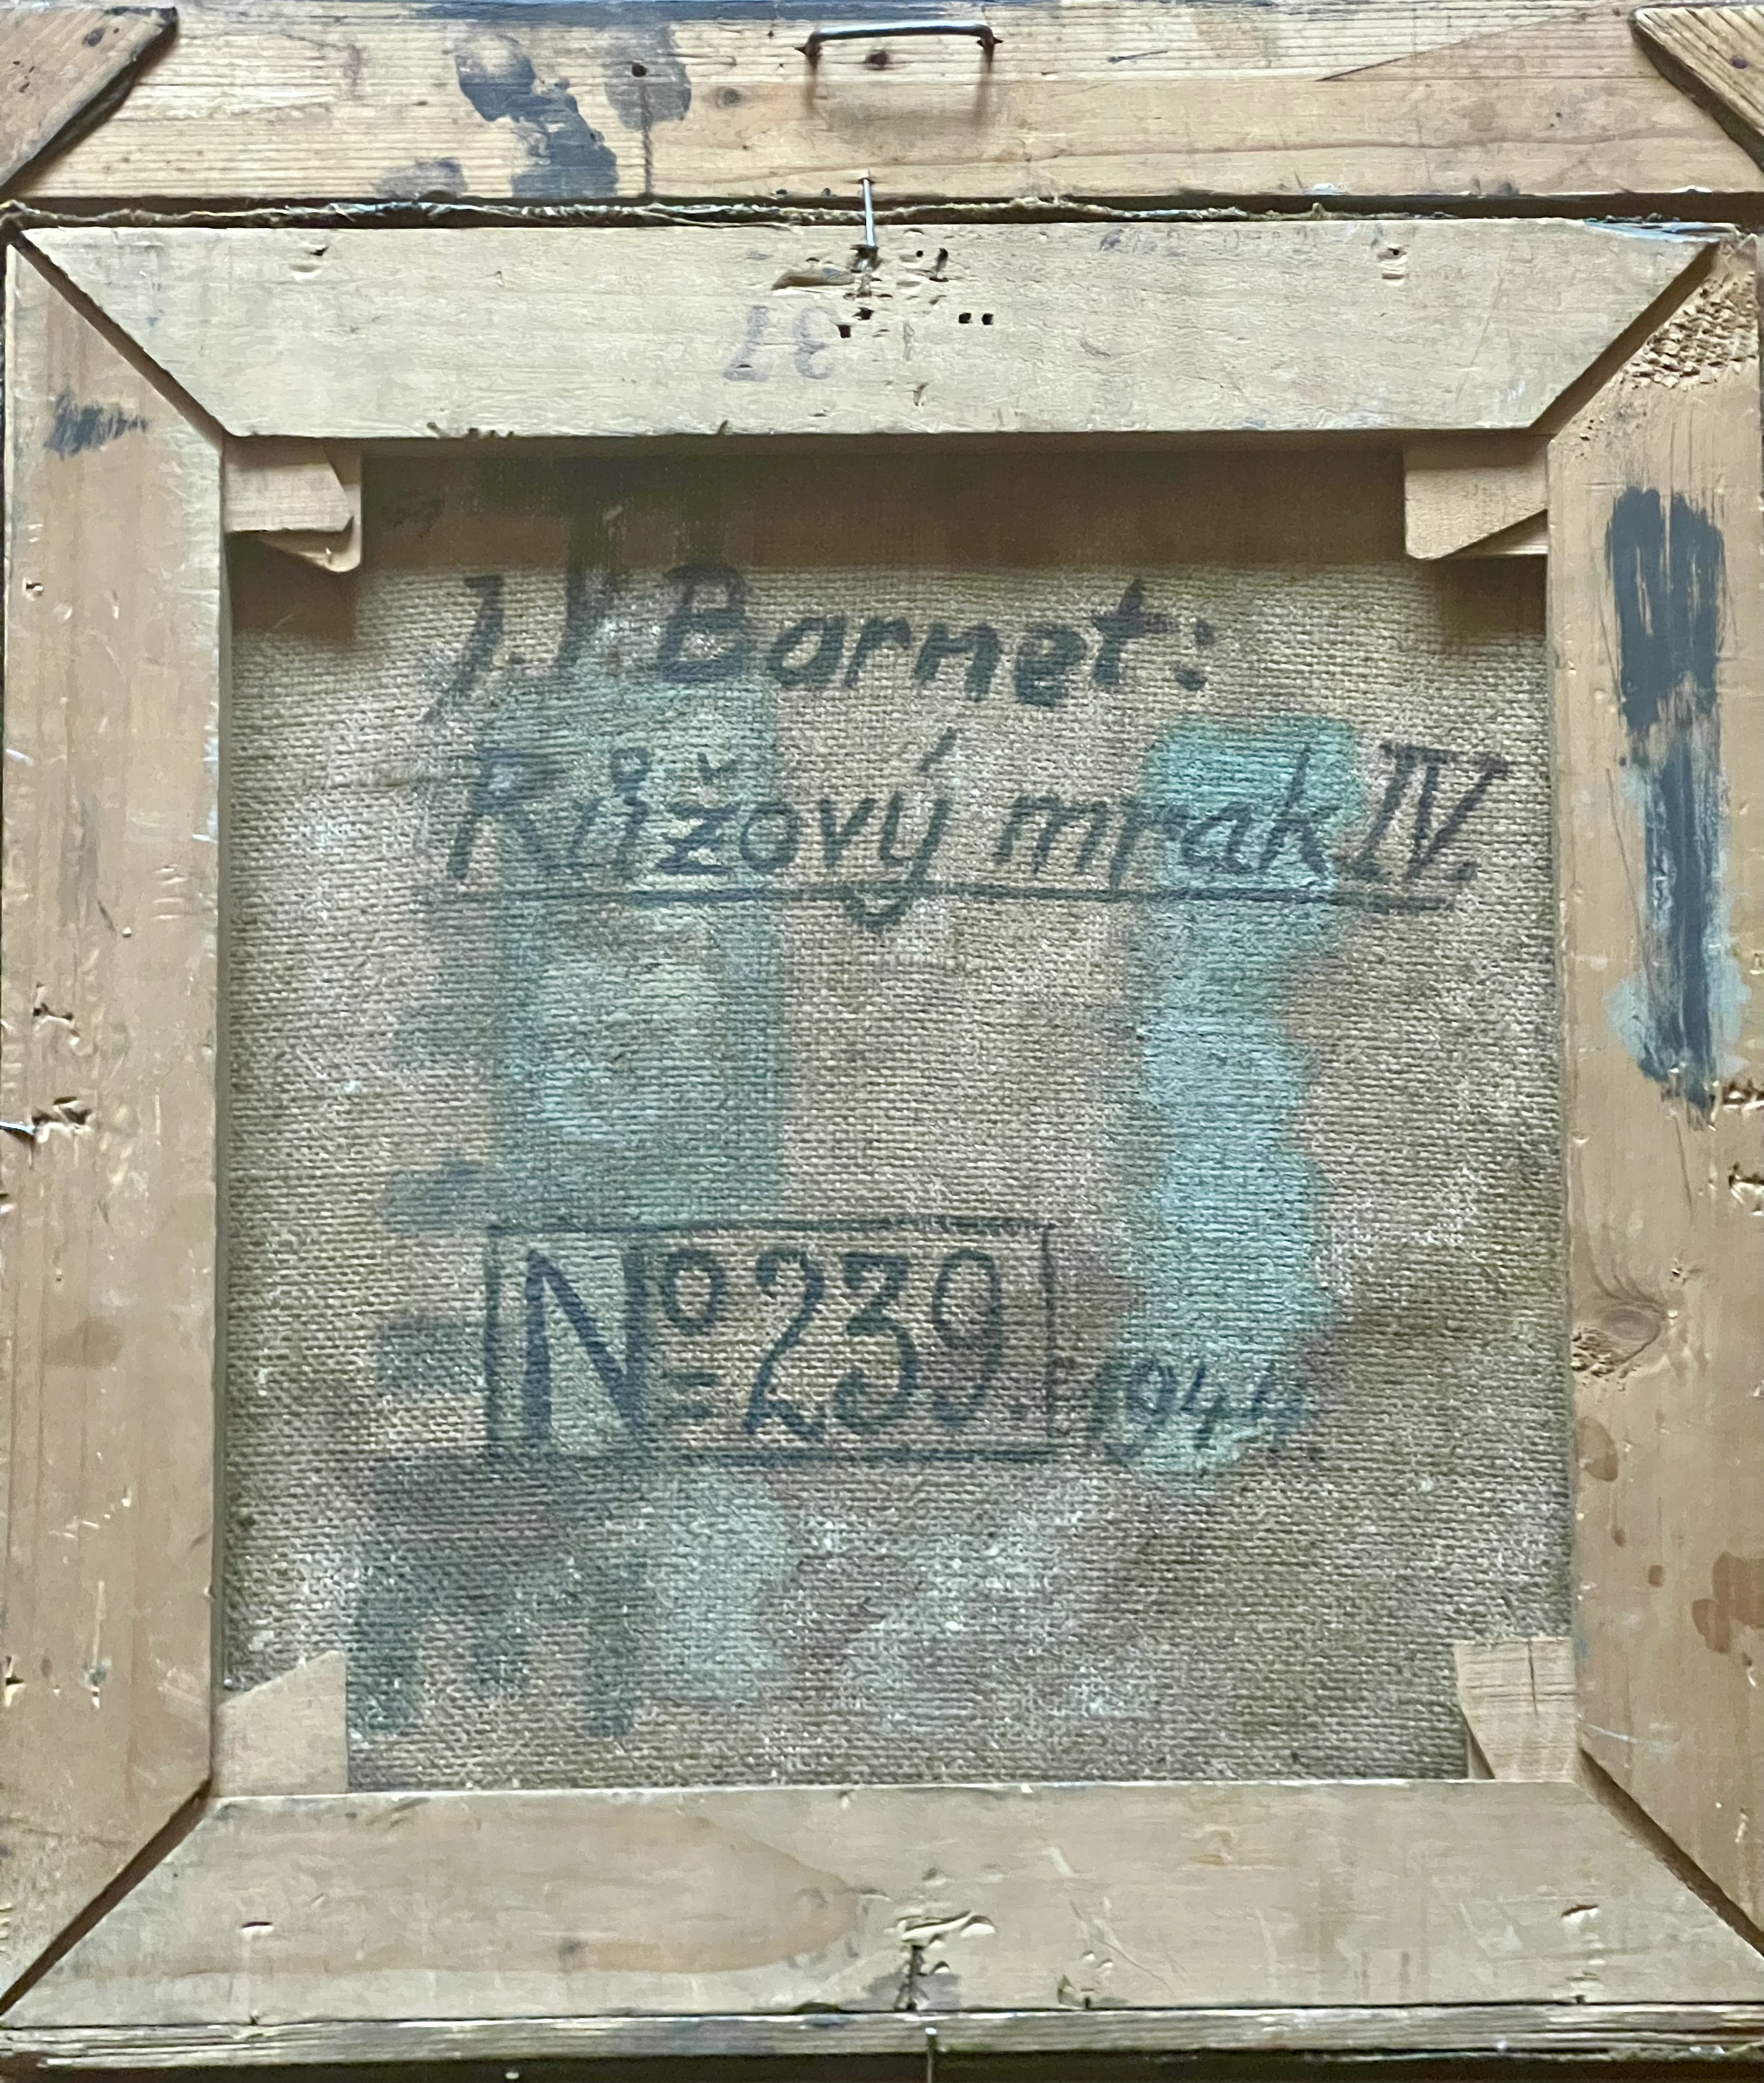 37
J. J. Barnet:
Růžový mrak IV.
Nº 239. 1944.